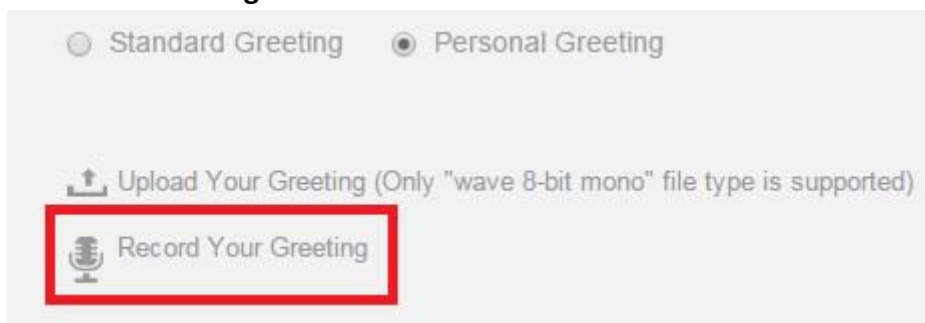 Standard Greeting Personal Greeting
Upload Your Greeting (Only "wave 8-bit mono" file type is supported)
Record Your Greeting